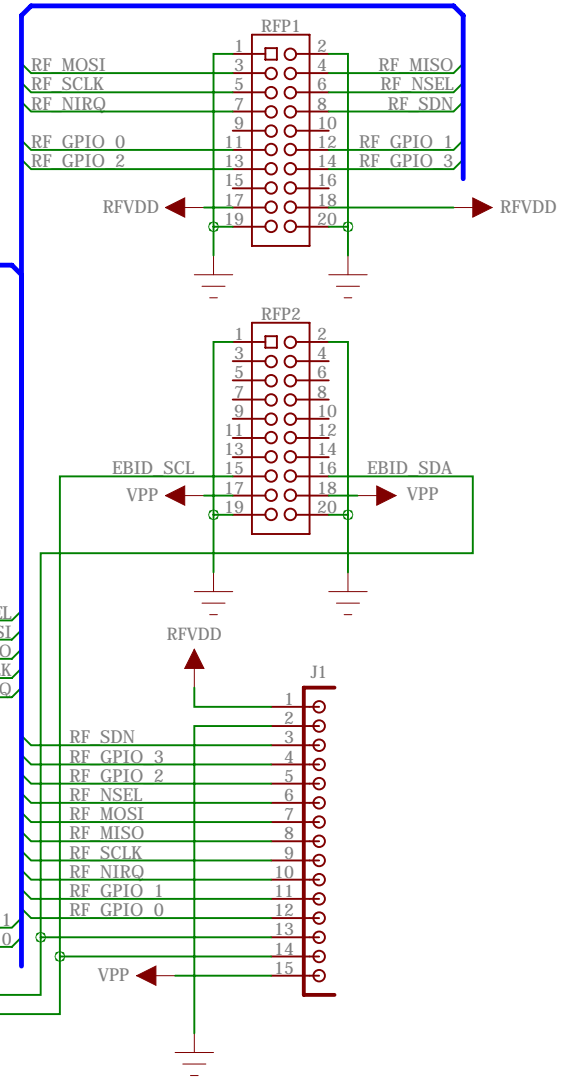 RFP1
1 2
RF MOSI 3 4 RF MISO
RF SCLK 5 6 RF NSEL
RF NIRQ 7 8 RF SDN
9 10
RF GPIO 0 11 12 RF GPIO 1
RF GPIO 2 13 14 RF GPIO 3
15 16
RFVDD 17 18 RFVDD
19 20
RFP2
1 2
3 4
5 6
7 8
9 10
11 12
13 14
EBID SCL 15 16 EBID SDA
VPP 17 18 VPP
19 20
EL
SI
O
K
Q
RFVDD
J1
1
2
RF SDN 3
RF GPIO 3 4
RF GPIO 2 5
RF NSEL 6
RF MOSI 7
RF MISO 8
RF SCLK 9
RF NIRQ 10
RF GPIO 1 11
RF GPIO 0 12
1
0
13
14
VPP 15